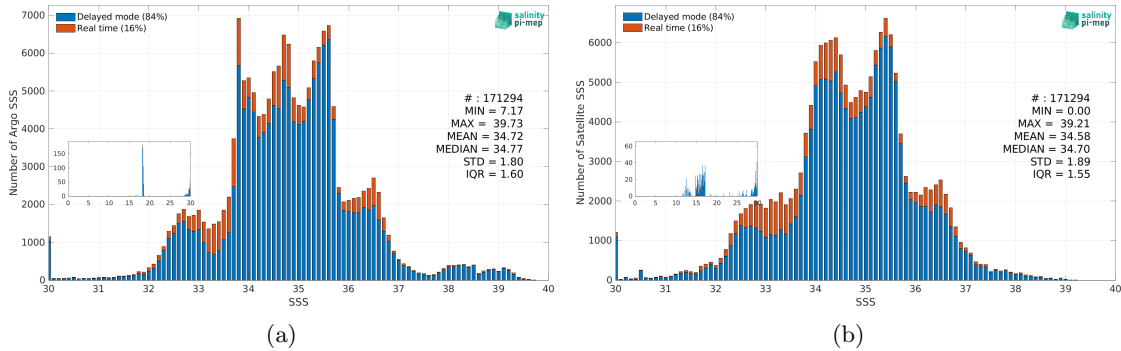 Delayed mode (84%)
Real time (16%)
salinity
pi-mep
7000
6000
5000
4000
3000
2000
1000
0
Number of Argo SSS
# : 171294
MIN = 7.17
MAX = 39.73
MEAN = 34.72
MEDIAN = 34.77
STD = 1.80
IQR = 1.60
150
100
50
0
0 5 10 15 20 25 30
30 31 32 33 34 35 36 37 38 39 40
SSS
(a)
Delayed mode (84%)
Real time (16%)
salinity
pi-mep
6000
5000
4000
3000
2000
1000
0
Number of Satellite SSS
# : 171294
MIN = 0.00
MAX = 39.21
MEAN = 34.58
MEDIAN = 34.70
STD = 1.89
IQR = 1.55
60
40
20
0
0 5 10 15 20 25 30
30 31 32 33 34 35 36 37 38 39 40
SSS
(b)